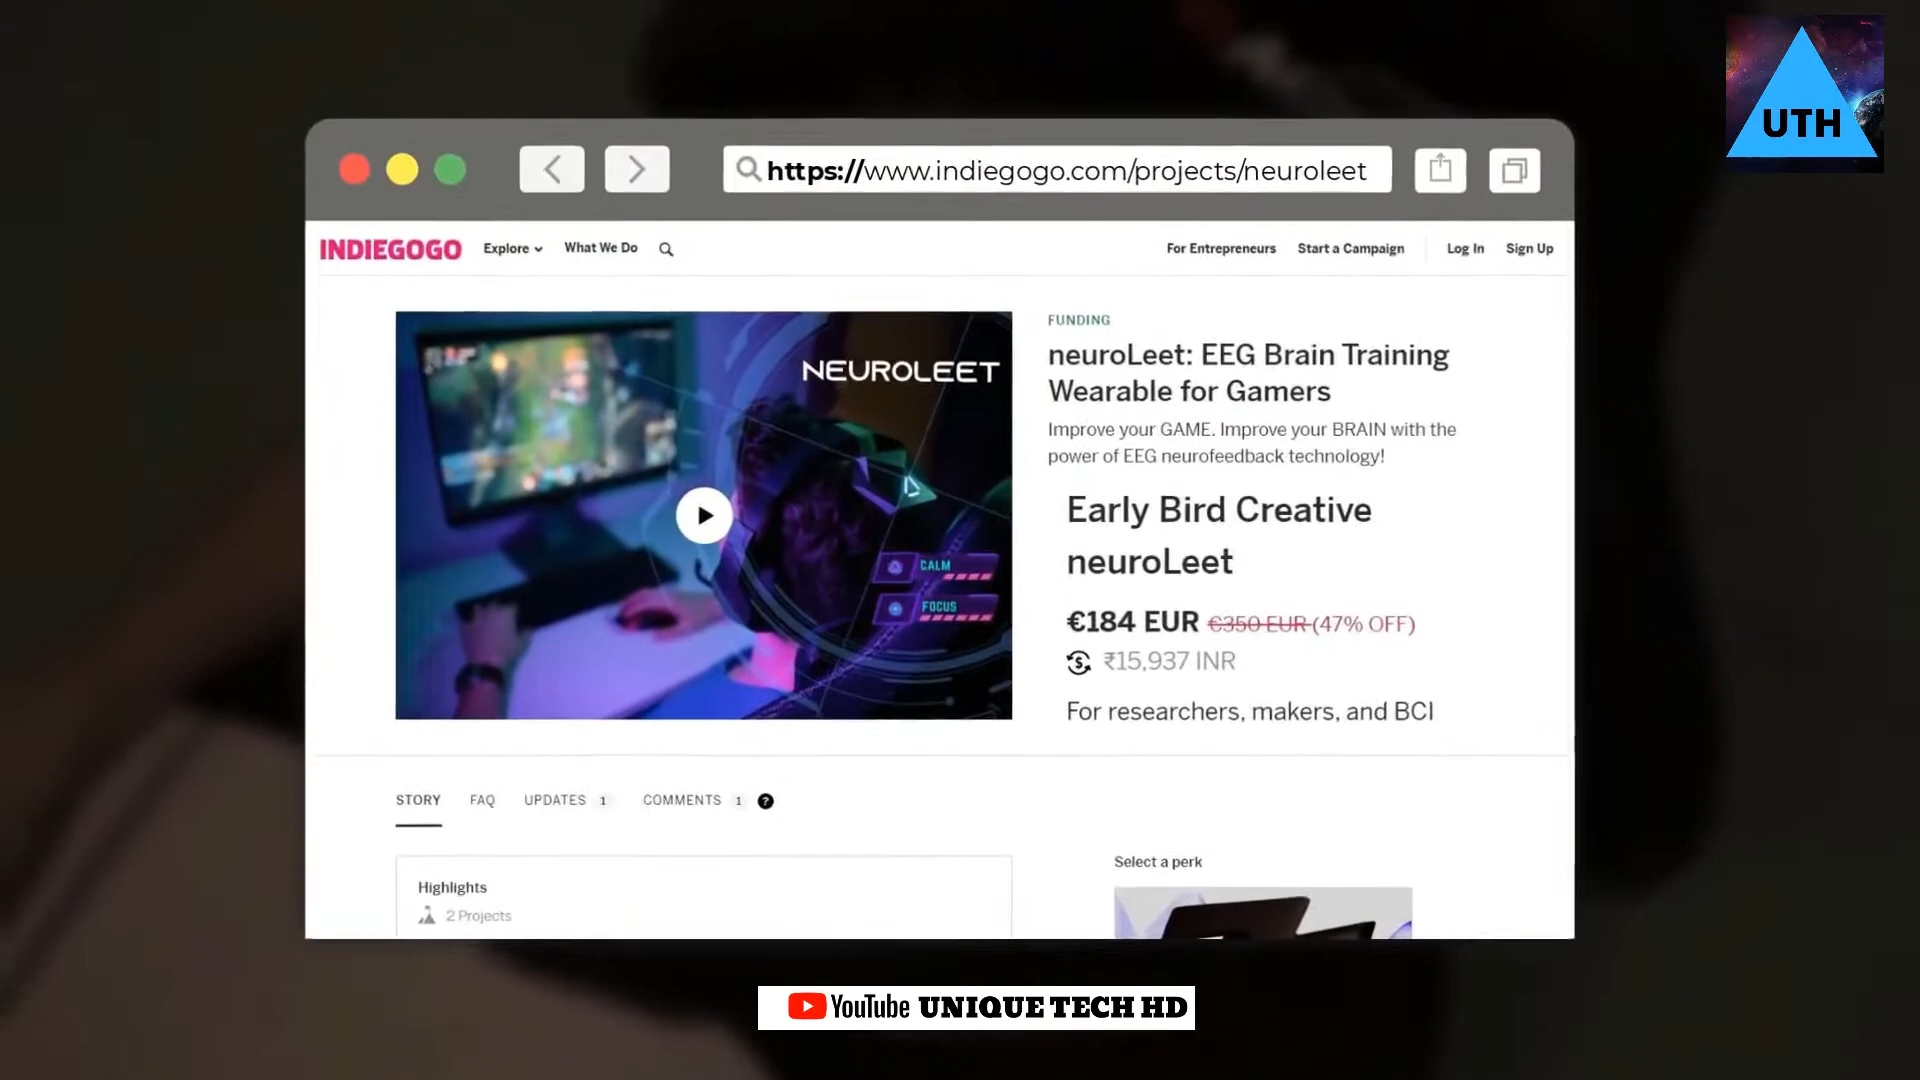 UTH
https://www.indiegogo.com/projects/neuroleet
INDIEGOGO Explore What We Do For Entrepreneurs Start a Campaign Log In Sign Up
NEUROLEET
CALM
FOCUS
FUNDING
neuroLeet: EEG Brain Training
Wearable for Gamers
Improve your GAME. Improve your BRAIN with the
power of EEG neurofeedback technology!
Early Bird Creative
neuroLeet
€184 EUR €350 EUR (47% OFF)
₹15,937 INR
For researchers, makers, and BCI
STORY FAQ UPDATES 1 COMMENTS 1 ?
Highlights
2 Projects
Select a perk
YouTube UNIQUE TECH HD